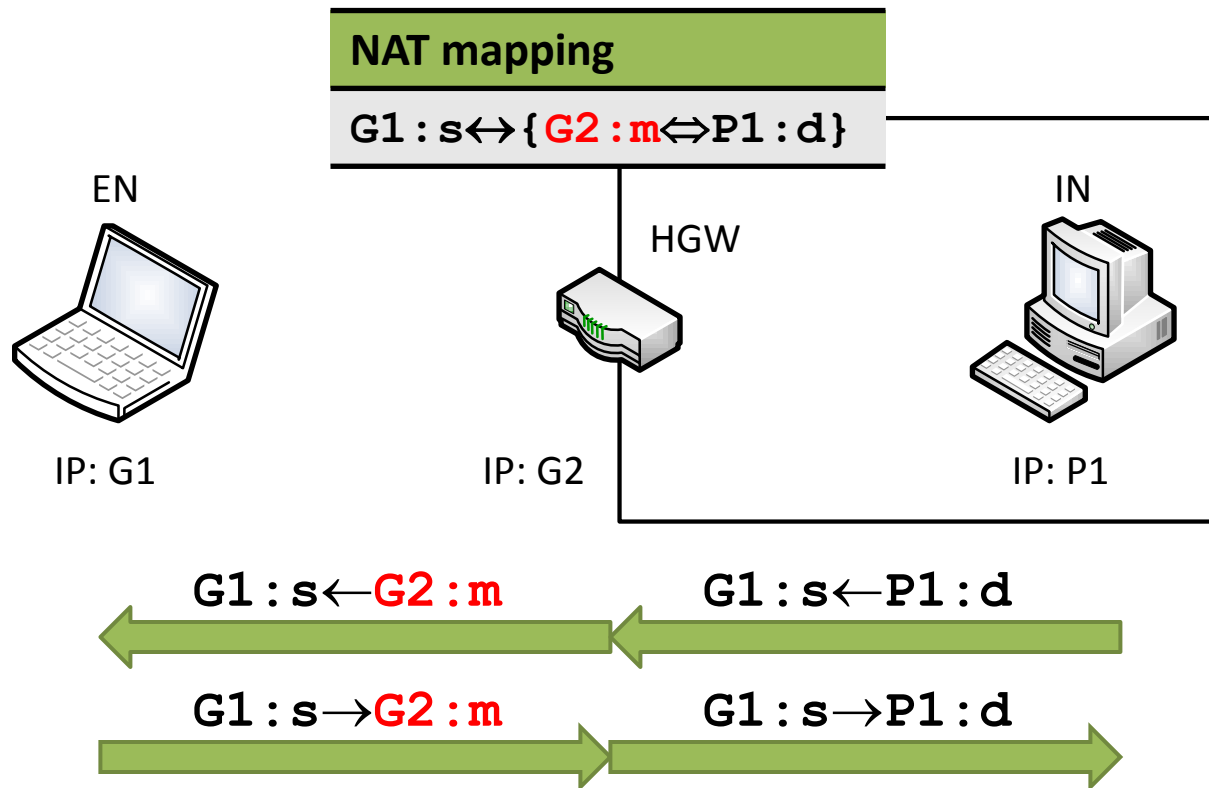 NAT mapping
G1:s↔{G2:m⇔P1:d}
EN
IN
HGW
IP: G1
IP: G2
IP: P1
G1:s←G2:m
G1:s←P1:d
G1:s→G2:m
G1:s→P1:d